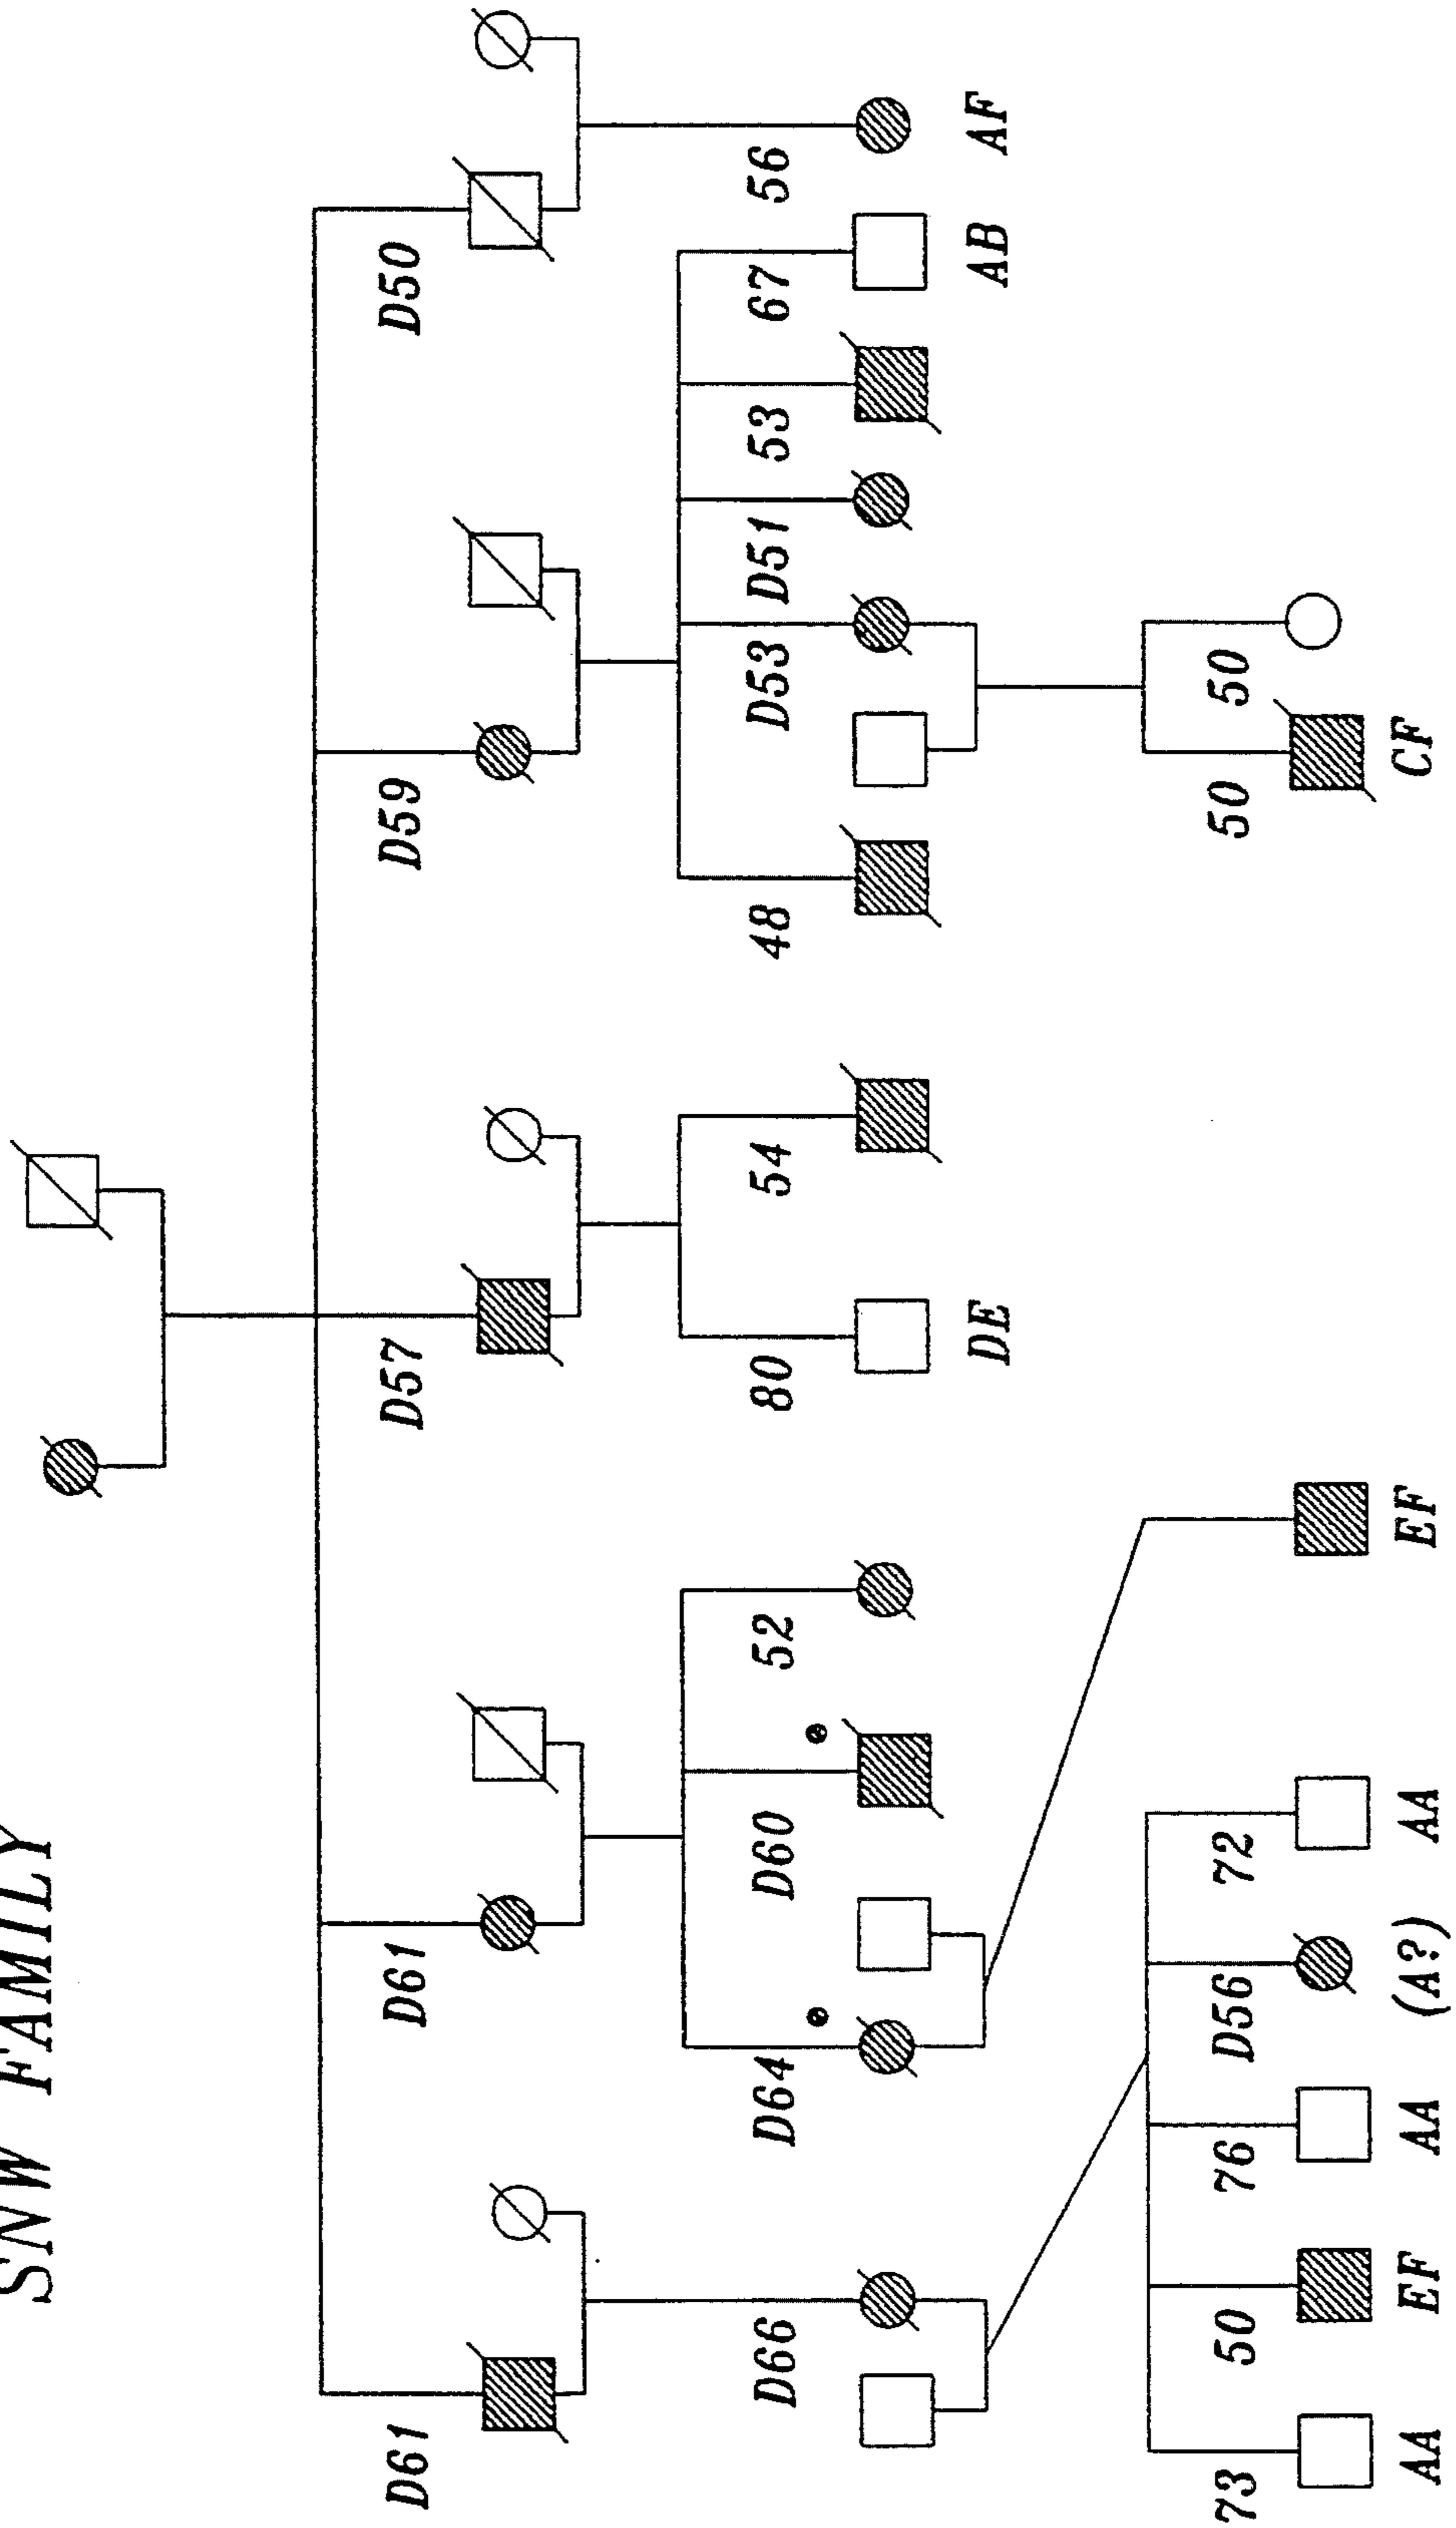 SNW FAMILY
D61
D61
D57
D59
D50
D66
D64
D60
52
80
54
48
D53
D51
53
67
56
DE
AB
AF
73
50
76
D56
72
50
50
AA
EF
AA
(A?)
AA
EF
CF